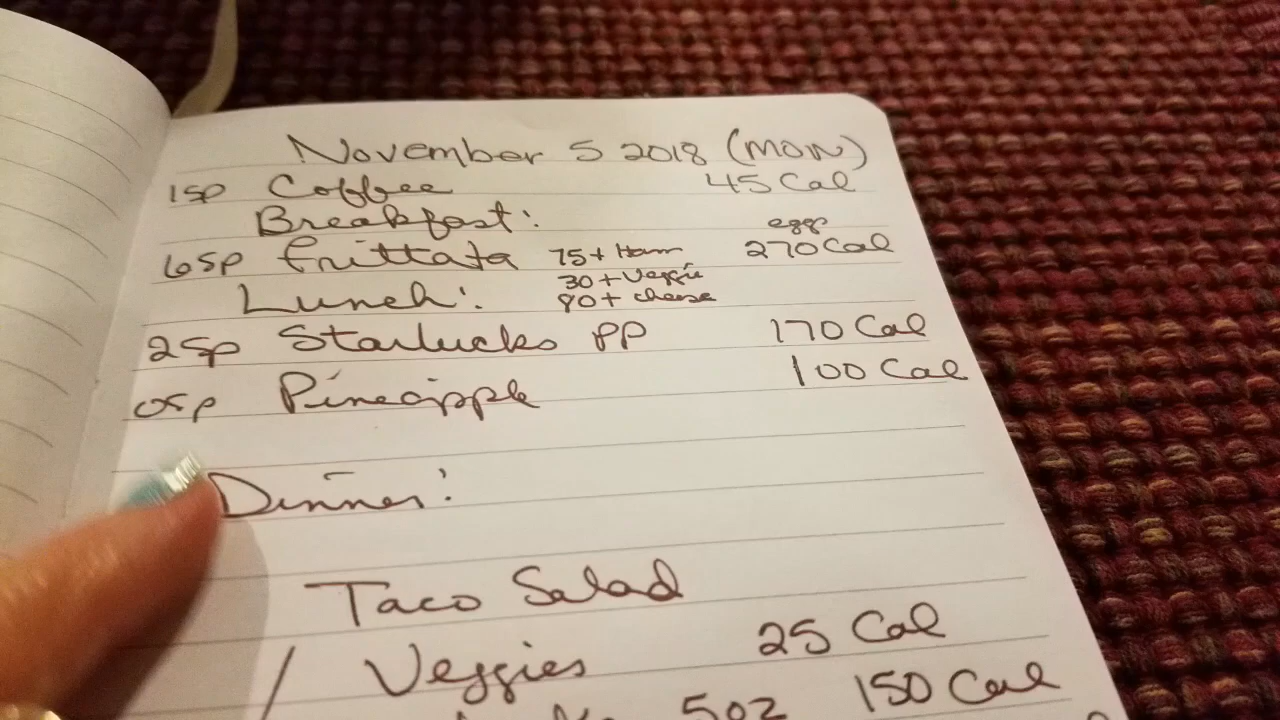 November 5 2018 (MON)
1sp Coffee 45 Cal
Breakfast:
6sp frittata 75+ Ham eggs 270 Cal
30+ Veggie
Lunch: 80+ cheese
2sp Starbucks PP 170 Cal
0sp Pineapple 100 Cal
Dinner:
Taco Salad
Veggies 25 Cal
5oz 150 Cal